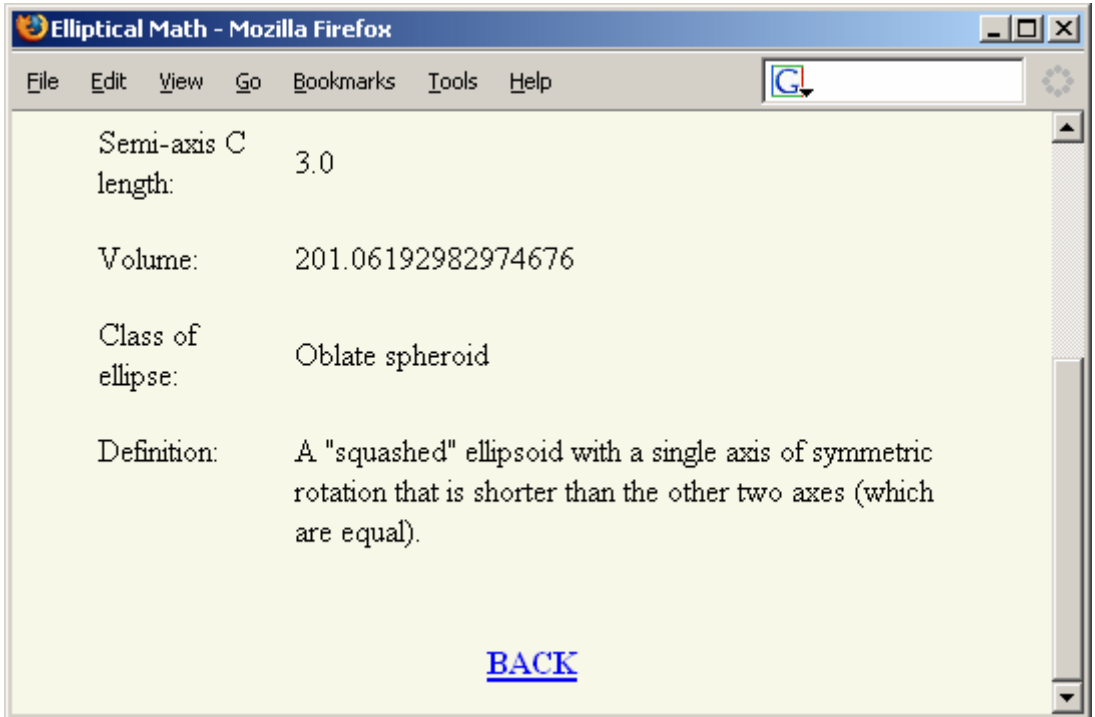 Elliptical Math - Mozilla Firefox
File Edit View Go Bookmarks Tools Help
G
Semi-axis C
length:
3.0
Volume: 201.06192982974676
Class of
ellipse:
Oblate spheroid
Definition: A "squashed" ellipsoid with a single axis of symmetric
rotation that is shorter than the other two axes (which
are equal).
BACK